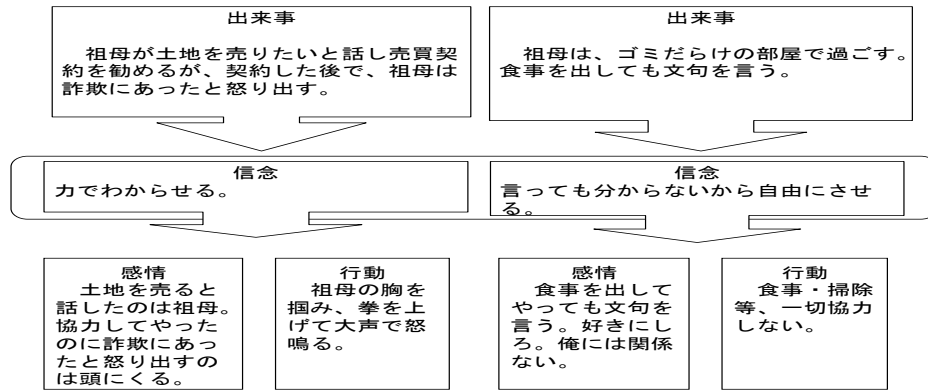 出来事
祖母が土地を売りたいと話し売買契
約を勧めるが、契約した後で、祖母は
詐欺にあったと怒り出す。
出来事
祖母は、ゴミだらけの部屋で過ごす。
食事を出しても文句を言う。
信念
力でわからせる。
信念
言っても分からないから自由にさせ
る。
感情
土地を売ると
話したのは祖母。
協力してやった
のに詐欺にあっ
たと怒り出すの
は頭にくる。
行動
祖母の胸を
掴み、拳を上
げて大声で怒
鳴る。
感情
食事を出して
やっても文句を
言う。好きにし
ろ。俺には関係
ない。
行動
食事・掃除
等、一切協力
しない。